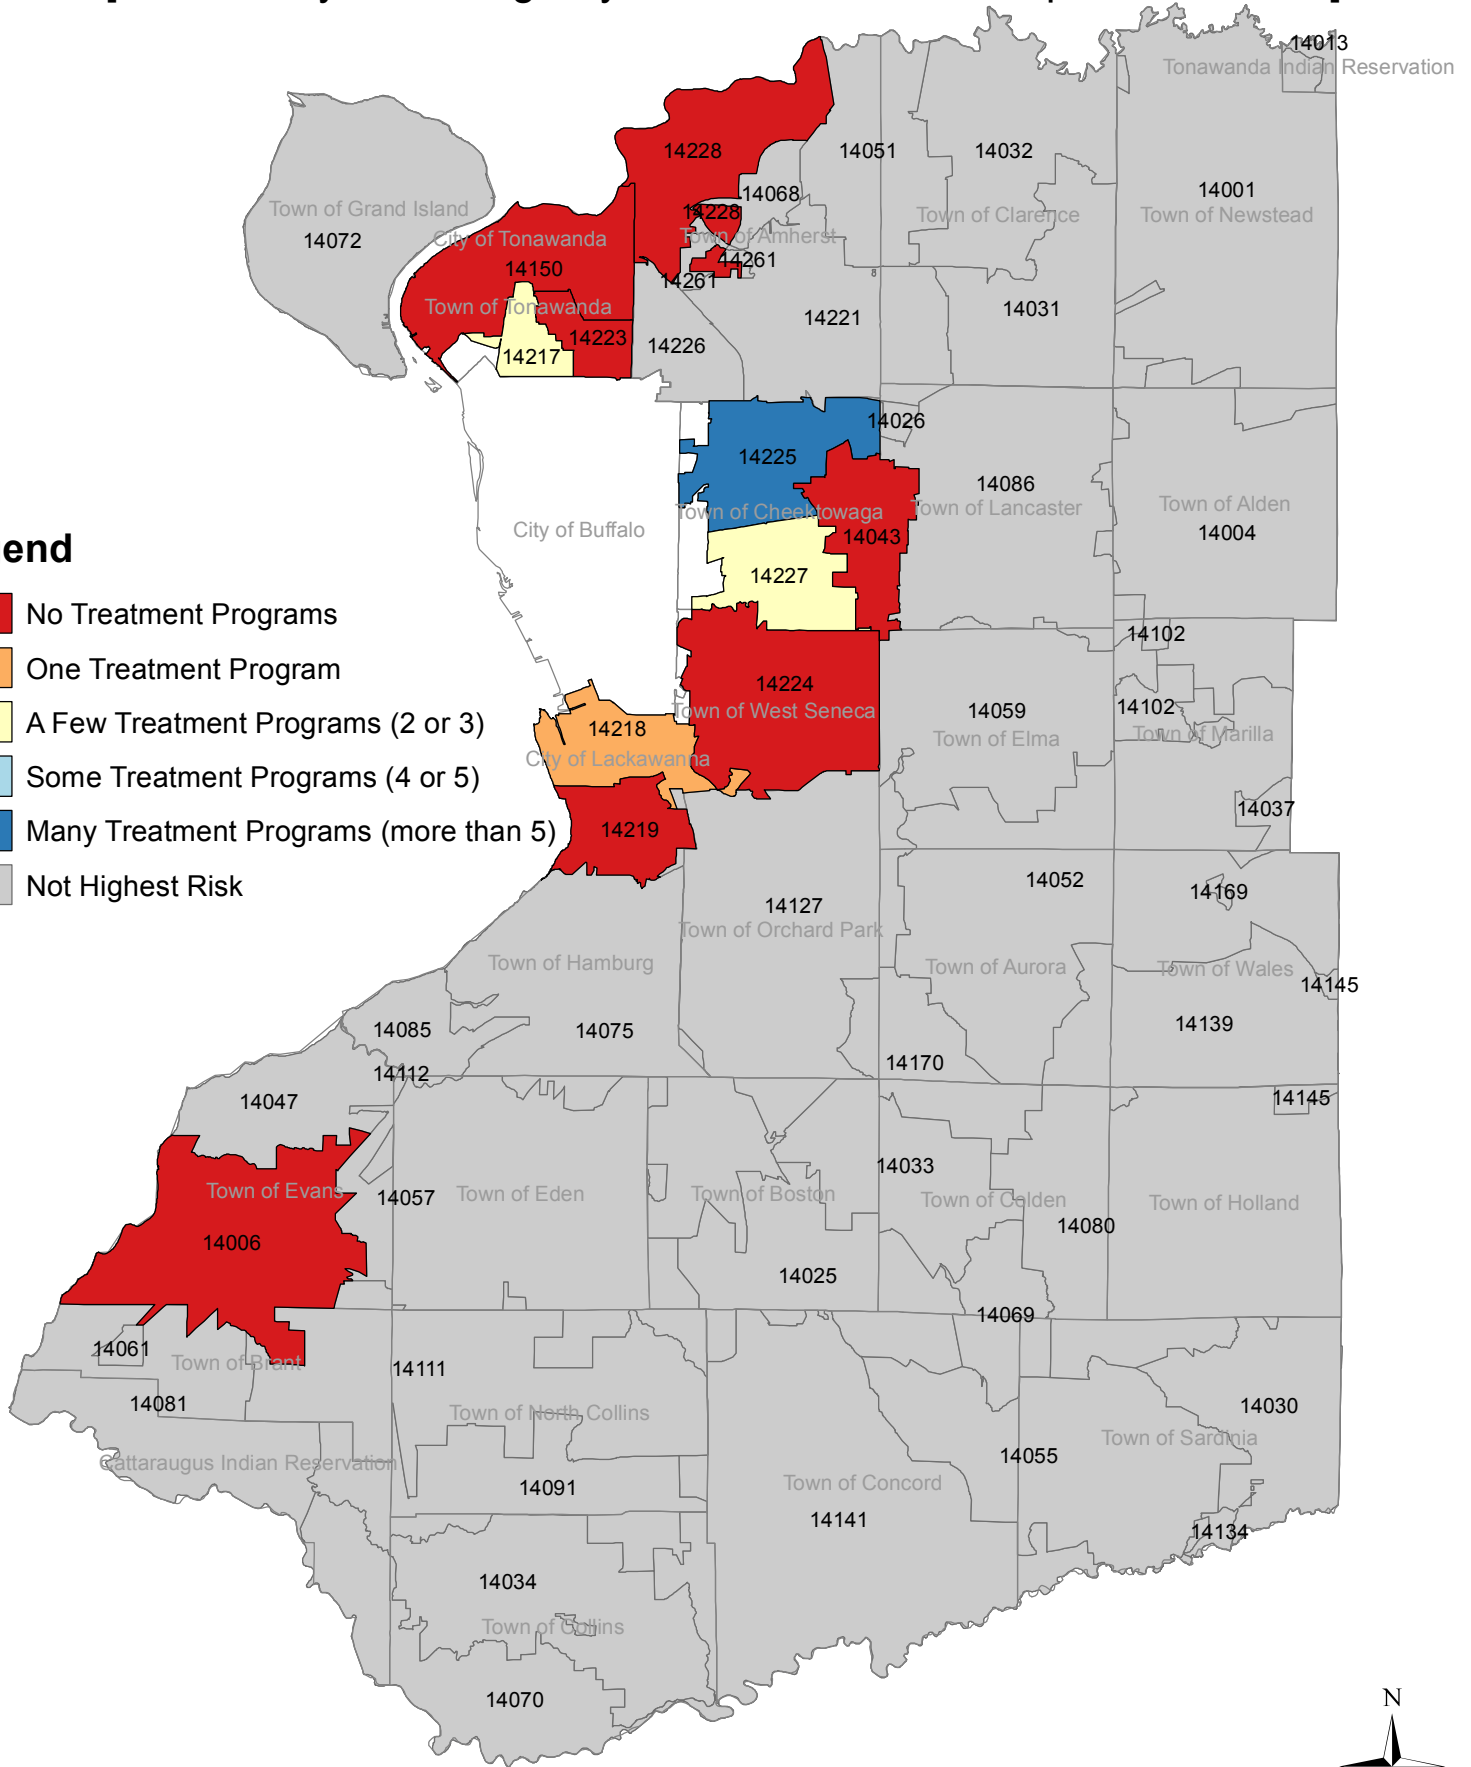 14013
Tonawanda Indian Reservation
14228
14051
14032
14068
14001
Town of Grand Island
14228
Town of Clarence
Town of Newstead
14072
City of Tonawanda
Town of Amherst
14150
14261
14261
Town of Tonawanda
14031
14221
14223
14226
14217
14026
14225
14086
Town of Cheektowaga
Town of Lancaster
Town of Alden
City of Buffalo
14043
14004
end
14227
No Treatment Programs
14102
One Treatment Program
14224
14102
Town of West Seneca
14059
A Few Treatment Programs (2 or 3)
14218
Town of Elma
Town of Marilla
City of Lackawanna
Some Treatment Programs (4 or 5)
14037
Many Treatment Programs (more than 5)
14219
Not Highest Risk
14052
14169
14127
Town of Orchard Park
Town of Hamburg
Town of Aurora
Town of Wales
14145
14085
14075
14139
14170
14112
14047
14145
14033
Town of Evans
14057
Town of Eden
Town of Boston
Town of Colden
Town of Holland
14006
14080
14025
14069
14061
Town of Brant
14111
14081
Town of North Collins
14030
Town of Sardinia
14055
Cattaraugus Indian Reservation
14091
Town of Concord
14141
14134
14034
Town of Collins
14070
N